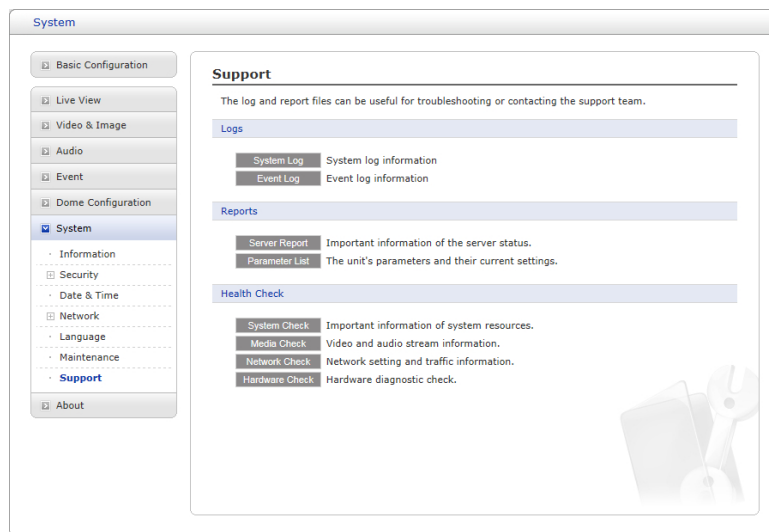 System
Basic Configuration
Live View
Video & Image
Audio
Event
Dome Configuration
System
Information
Security
Date & Time
Network
Language
Maintenance
Support
About
Support
The log and report files can be useful for troubleshooting or contacting the support team.
Logs
System Log System log information
Event Log Event log information
Reports
Server Report Important information of the server status.
Parameter List The unit's parameters and their current settings.
Health Check
System Check Important information of system resources.
Media Check Video and audio stream information.
Network Check Network setting and traffic information.
Hardware Check Hardware diagnostic check.